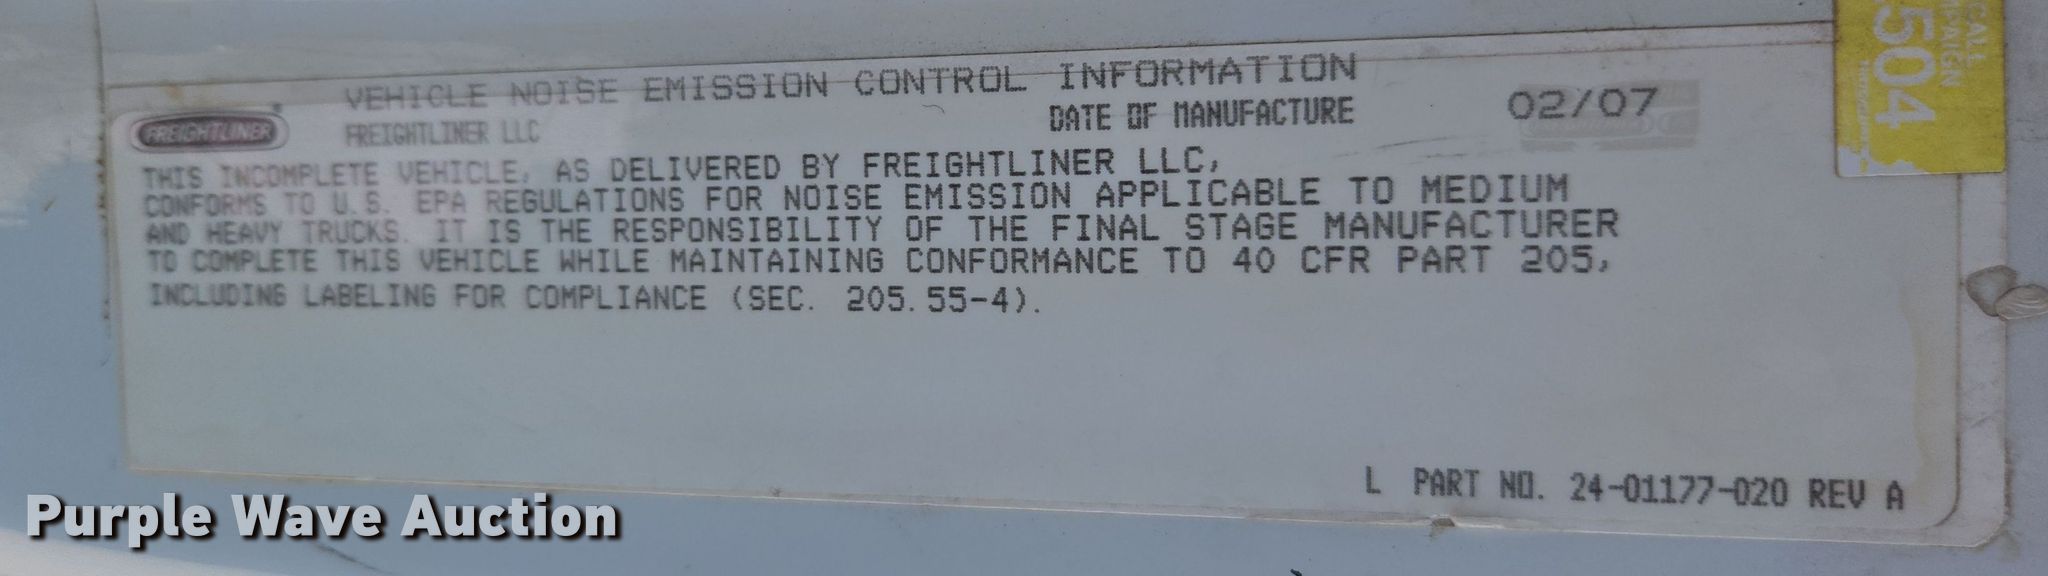 VEHICLE NOISE EMISSION CONTROL INFORMATION
FREIGHTLINER
FREIGHTLINER LLC
DATE OF MANUFACTURE 02/07
THIS INCOMPLETE VEHICLE, AS DELIVERED BY FREIGHTLINER LLC,
CONFORMS TO U.S. EPA REGULATIONS FOR NOISE EMISSION APPLICABLE TO MEDIUM
AND HEAVY TRUCKS. IT IS THE RESPONSIBILITY OF THE FINAL STAGE MANUFACTURER
TO COMPLETE THIS VEHICLE WHILE MAINTAINING CONFORMANCE TO 40 CFR PART 205,
INCLUDING LABELING FOR COMPLIANCE (SEC. 205.55-4).
L PART NO. 24-01177-020 REV A
504
Purple Wave Auction